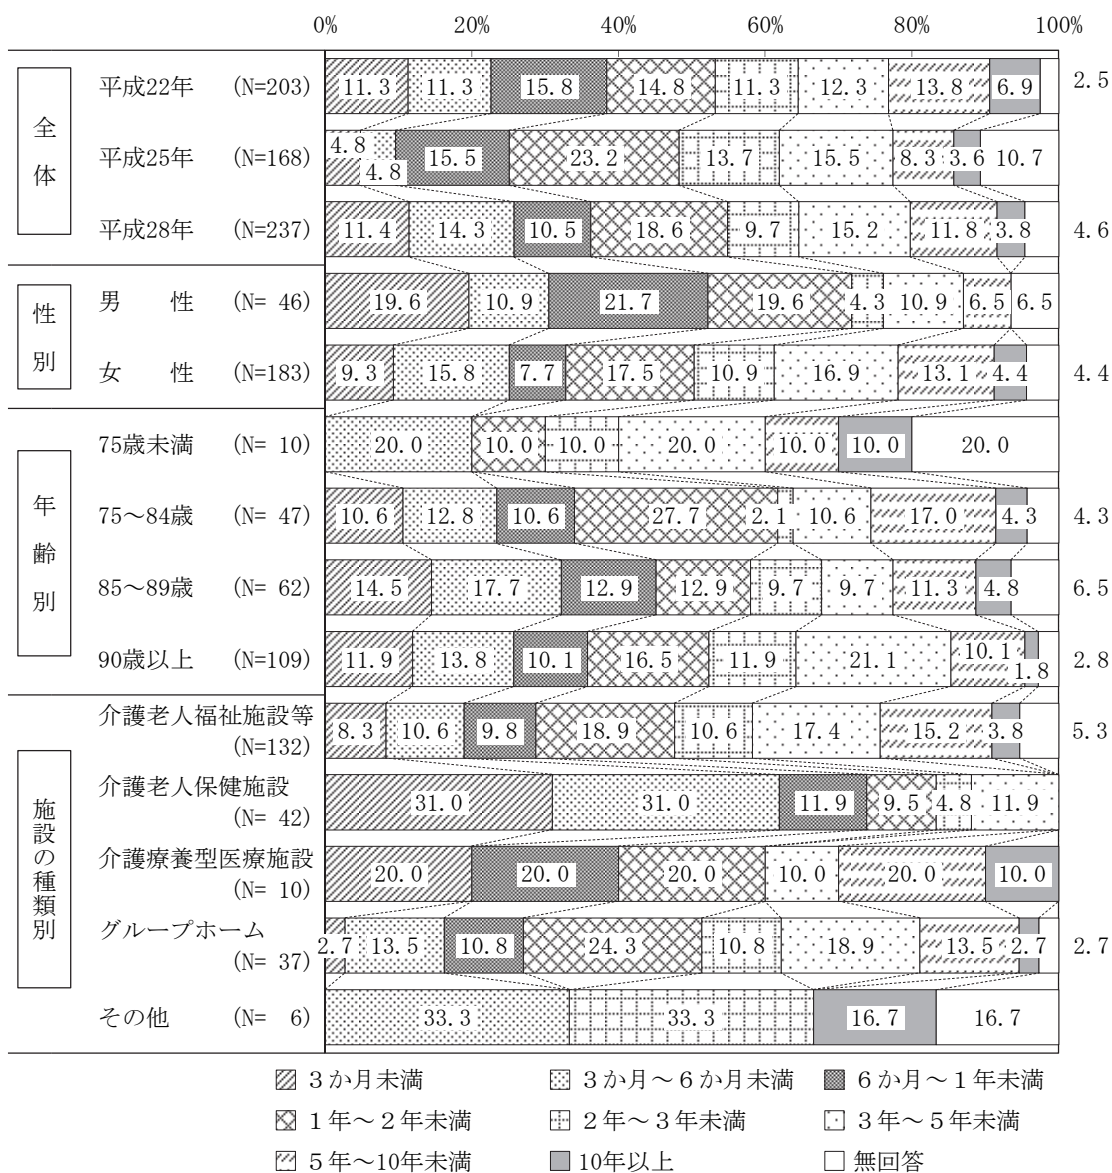 0% 20% 40% 60% 80% 100%
全体
平成22年 (N=203) 11.3 11.3 15.8 14.8 11.3 12.3 13.8 6.9 2.5
平成25年 (N=168) 4.8 4.8 15.5 23.2 13.7 15.5 8.3 3.6 10.7
平成28年 (N=237) 11.4 14.3 10.5 18.6 9.7 15.2 11.8 3.8 4.6
性別
男 性 (N= 46) 19.6 10.9 21.7 19.6 4.3 10.9 6.5 6.5
女 性 (N=183) 9.3 15.8 7.7 17.5 10.9 16.9 13.1 4.4 4.4
年齢別
75歳未満 (N= 10) 20.0 10.0 10.0 20.0 10.0 10.0 20.0
75～84歳 (N= 47) 10.6 12.8 10.6 27.7 2.1 10.6 17.0 4.3 4.3
85～89歳 (N= 62) 14.5 17.7 12.9 12.9 9.7 9.7 11.3 4.8 6.5
90歳以上 (N=109) 11.9 13.8 10.1 16.5 11.9 21.1 10.1 1.8 2.8
施設の種類別
介護老人福祉施設等
(N=132) 8.3 10.6 9.8 18.9 10.6 17.4 15.2 3.8 5.3
介護老人保健施設
(N= 42) 31.0 31.0 11.9 9.5 4.8 11.9
介護療養型医療施設
(N= 10) 20.0 20.0 20.0 10.0 20.0 10.0
グループホーム
(N= 37) 2.7 13.5 10.8 24.3 10.8 18.9 13.5 2.7 2.7
その他 (N= 6) 33.3 33.3 16.7 16.7
３か月未満 ３か月～６か月未満 ６か月～１年未満
１年～２年未満 ２年～３年未満 ３年～５年未満
５年～10年未満 10年以上 無回答